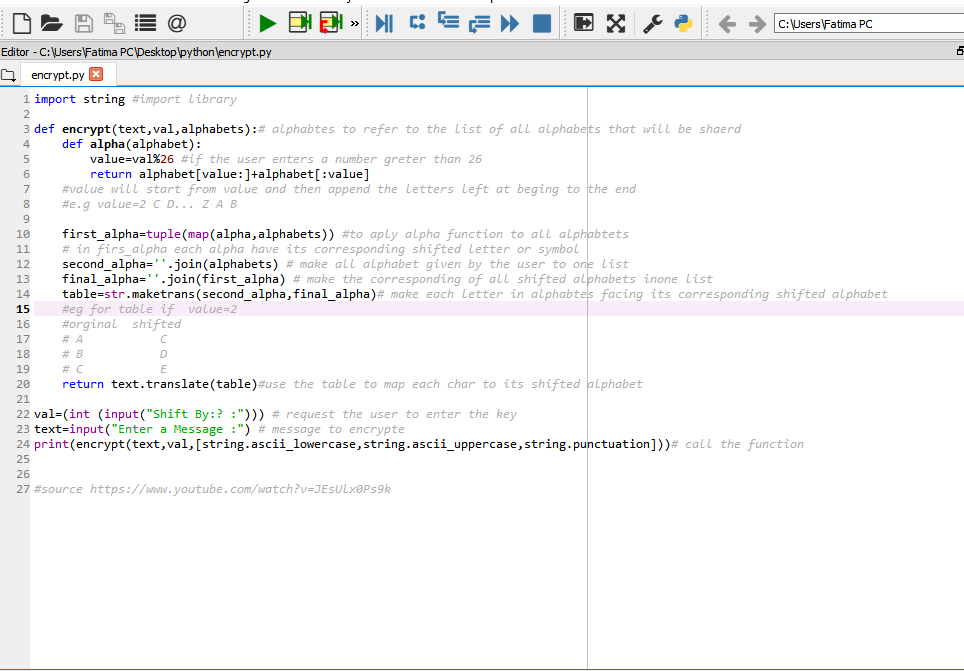 C:\Users\Fatima PC
Editor - C:\Users\Fatima PC\Desktop\python\encrypt.py
encrypt.py
1 import string #import library
2
3 def encrypt(text,val,alphabets):# alphabtes to refer to the list of all alphabets that will be shaerd
4     def alpha(alphabet):
5         value=val%26 #if the user enters a number greter than 26
6         return alphabet[value:]+alphabet[:value]
7     #value will start from value and then append the letters left at beging to the end
8     #e.g value=2 C D... Z A B
9
10     first_alpha=tuple(map(alpha,alphabets)) #to aply alpha function to all alphabtets
11     # in firs_alpha each alpha have its corresponding shifted letter or symbol
12     second_alpha=''.join(alphabets) # make all alphabet given by the user to one list
13     final_alpha=''.join(first_alpha) # make the corresponding of all shifted alphabets inone list
14     table=str.maketrans(second_alpha,final_alpha)# make each letter in alphabtes facing its corresponding shifted alphabet
15     #eg for table if  value=2
16     #orginal  shifted
17     # A           C
18     # B           D
19     # C           E
20     return text.translate(table)#use the table to map each char to its shifted alphabet
21
22 val=(int (input("Shift By:? :"))) # request the user to enter the key
23 text=input("Enter a Message :") # message to encrypte
24 print(encrypt(text,val,[string.ascii_lowercase,string.ascii_uppercase,string.punctuation]))# call the function
25
26
27 #source https://www.youtube.com/watch?v=JEsUlx0Ps9k